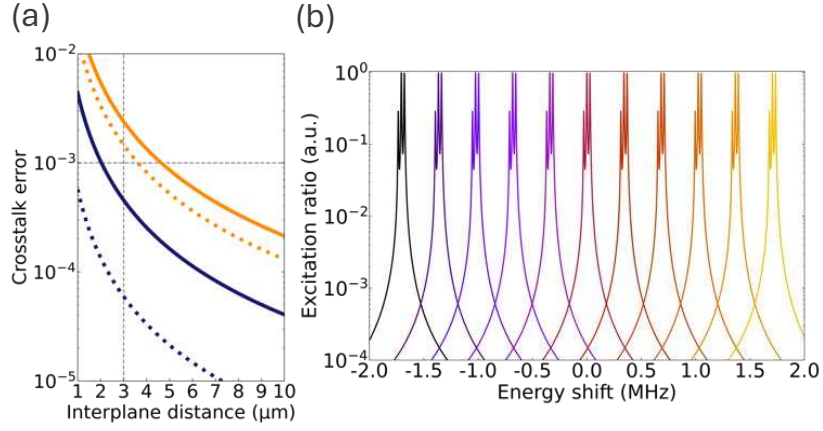 (a)
(b)
Crosstalk error
10⁻²
10⁻³
10⁻⁴
10⁻⁵
1 2 3 4 5 6 7 8 9 10
Interplane distance (μm)
Excitation ratio (a.u.)
10⁰
10⁻¹
10⁻²
10⁻³
10⁻⁴
-2.0 -1.5 -1.0 -0.5 0.0 0.5 1.0 1.5 2.0
Energy shift (MHz)